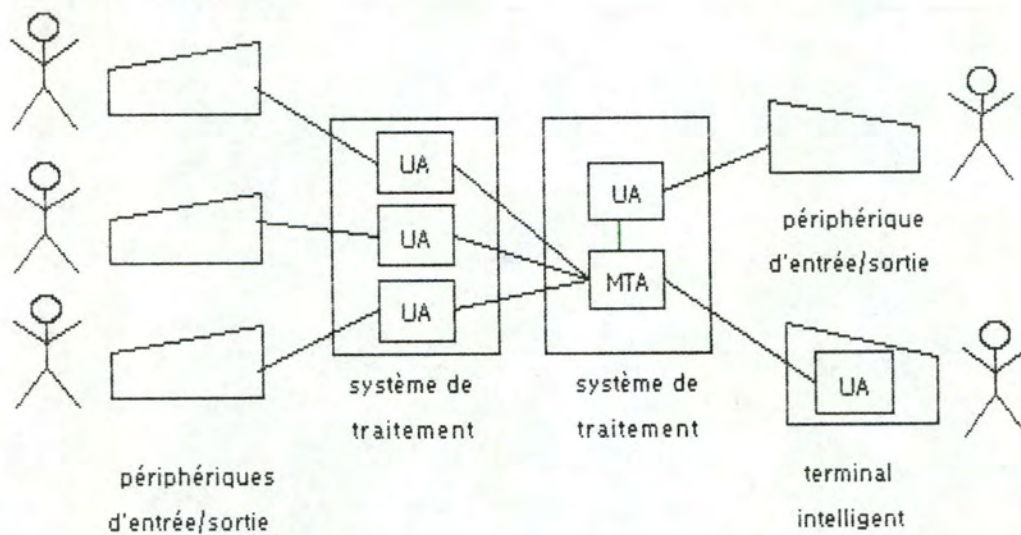 UA
UA
UA
UA
MTA
UA
périphérique
d'entrée/sortie
système de
traitement
système de
traitement
périphériques
d'entrée/sortie
terminal
intelligent